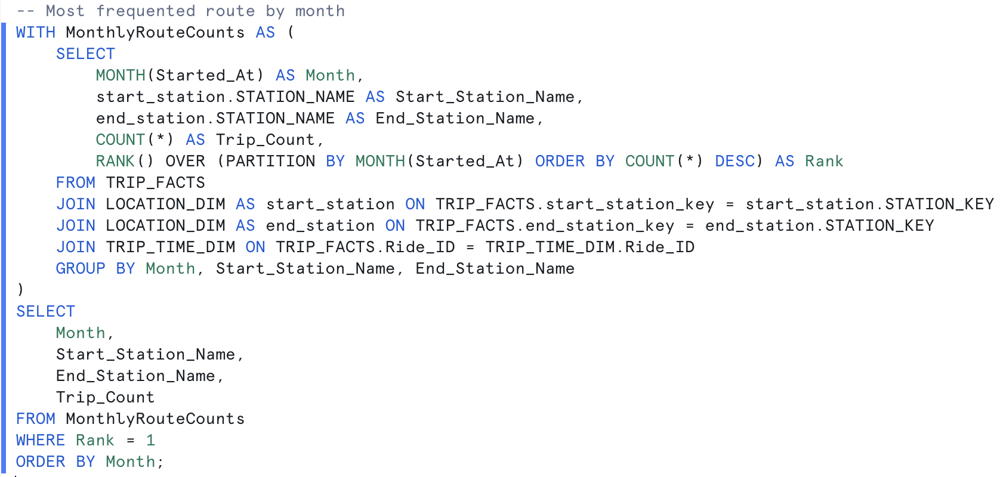 -- Most frequented route by month
WITH MonthlyRouteCounts AS (
    SELECT
        MONTH(Started_At) AS Month,
        start_station.STATION_NAME AS Start_Station_Name,
        end_station.STATION_NAME AS End_Station_Name,
        COUNT(*) AS Trip_Count,
        RANK() OVER (PARTITION BY MONTH(Started_At) ORDER BY COUNT(*) DESC) AS Rank
    FROM TRIP_FACTS
    JOIN LOCATION_DIM AS start_station ON TRIP_FACTS.start_station_key = start_station.STATION_KEY
    JOIN LOCATION_DIM AS end_station ON TRIP_FACTS.end_station_key = end_station.STATION_KEY
    JOIN TRIP_TIME_DIM ON TRIP_FACTS.Ride_ID = TRIP_TIME_DIM.Ride_ID
    GROUP BY Month, Start_Station_Name, End_Station_Name
)
SELECT
    Month,
    Start_Station_Name,
    End_Station_Name,
    Trip_Count
FROM MonthlyRouteCounts
WHERE Rank = 1
ORDER BY Month;